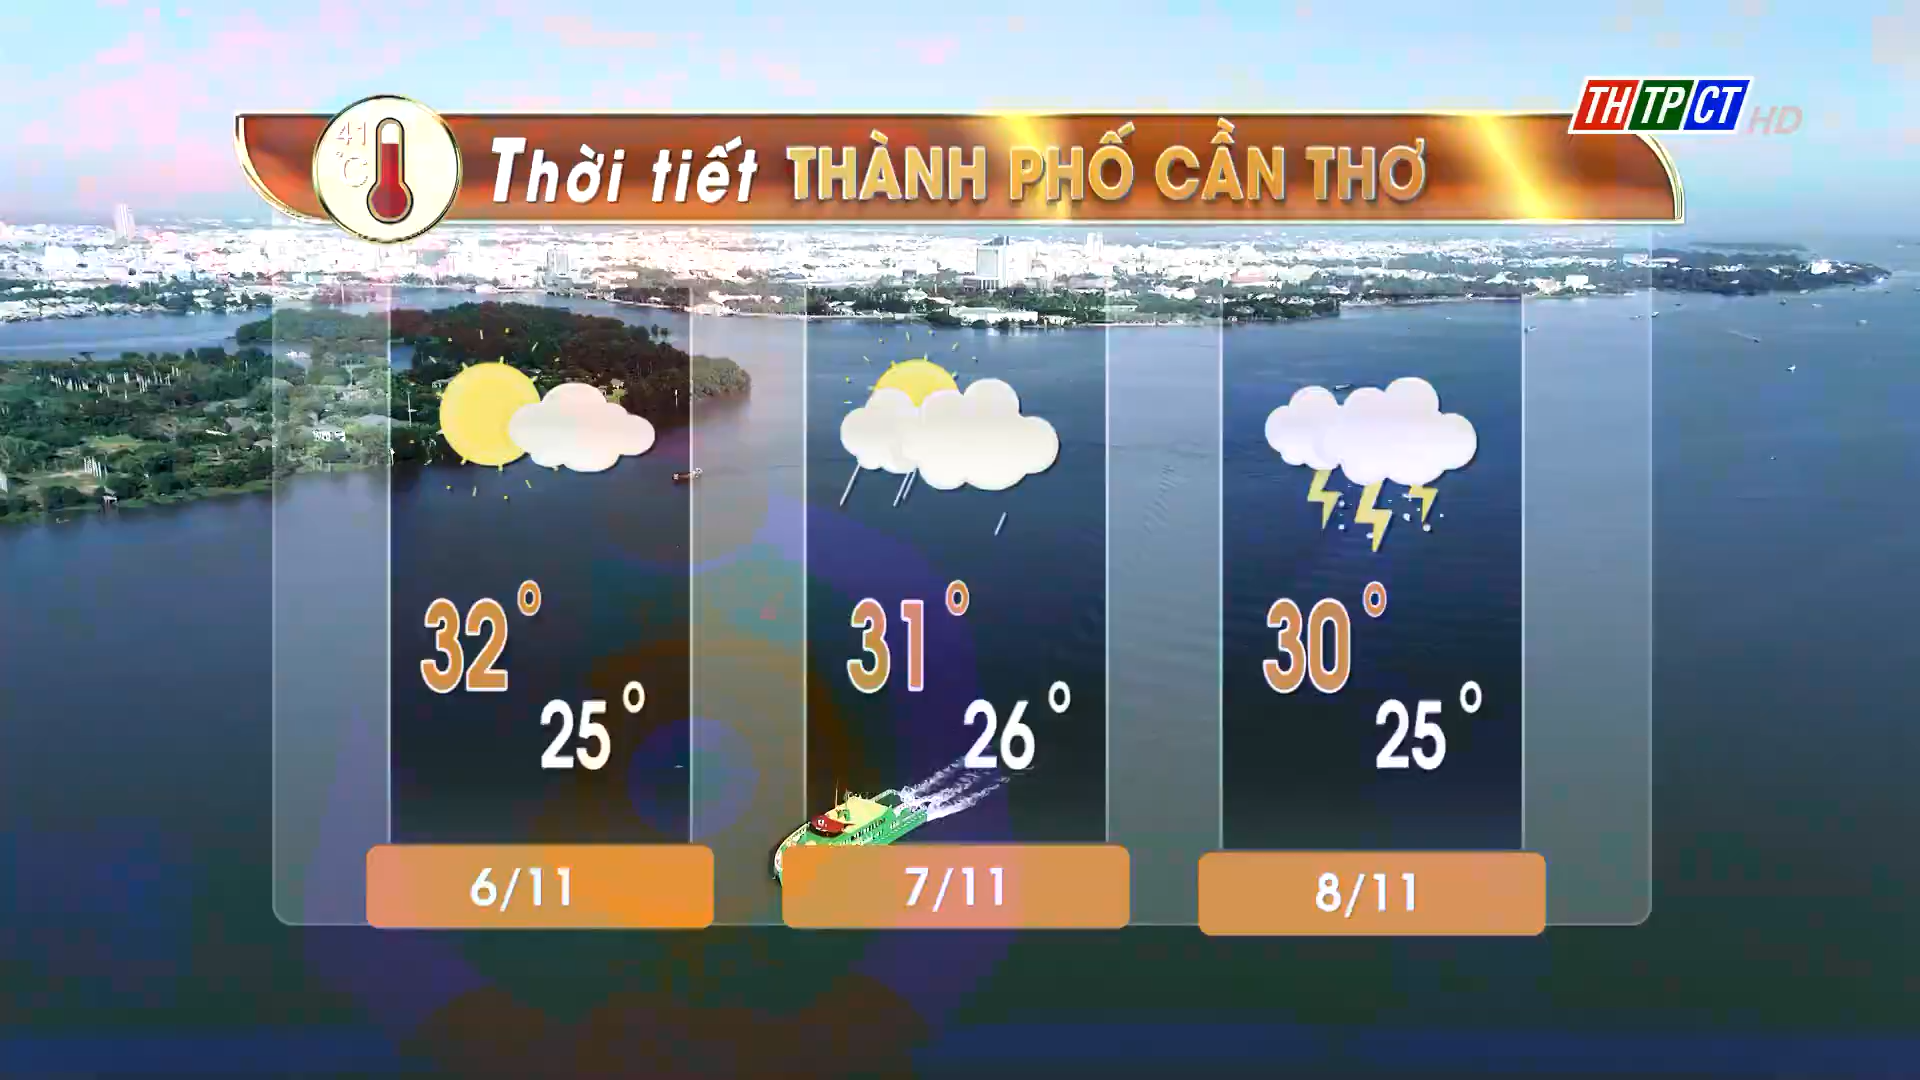 THTPCT HD
41
°C
Thời tiết THÀNH PHỐ CẦN THƠ
32° 31° 30°
25° 26° 25°
6/11 7/11 8/11